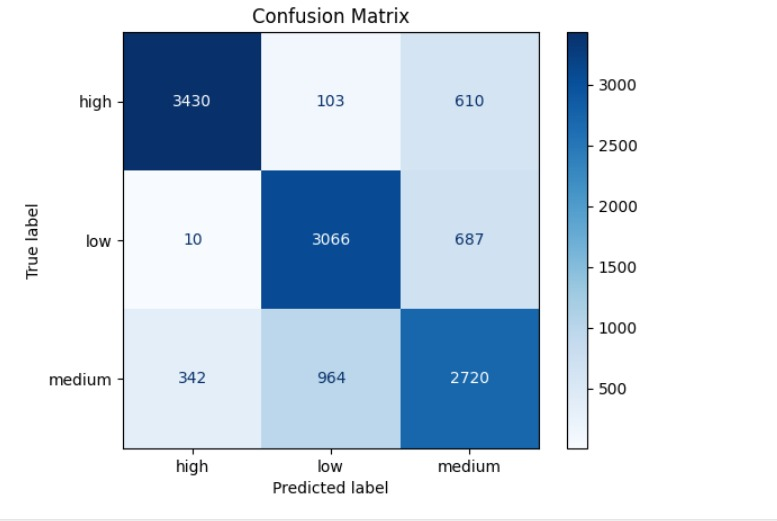 Confusion Matrix
high 3430 103 610
low 10 3066 687
medium 342 964 2720
high low medium
Predicted label
True label
3000
2500
2000
1500
1000
500